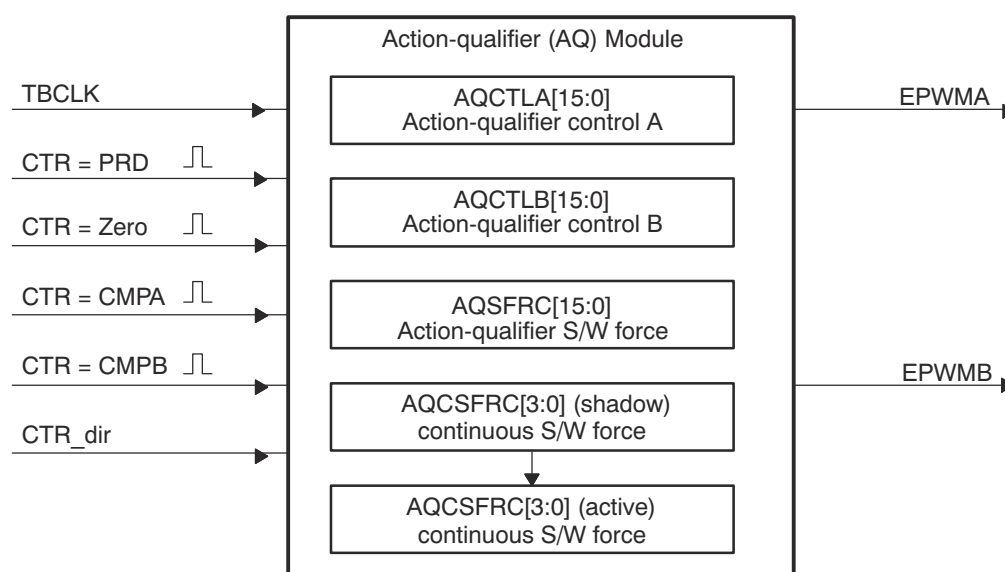 Action-qualifier (AQ) Module
TBCLK
CTR = PRD
CTR = Zero
CTR = CMPA
CTR = CMPB
CTR_dir
AQCTLA[15:0]
Action-qualifier control A
AQCTLB[15:0]
Action-qualifier control B
AQSFRC[15:0]
Action-qualifier S/W force
AQCSFRC[3:0] (shadow)
continuous S/W force
AQCSFRC[3:0] (active)
continuous S/W force
EPWMA
EPWMB